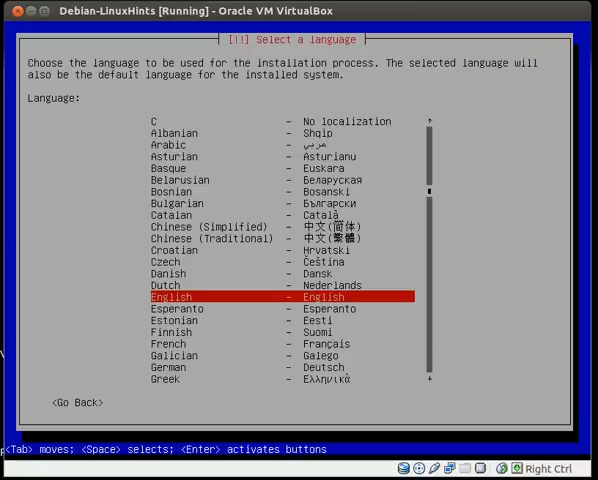 Debian-LinuxHints [Running] - Oracle VM VirtualBox
[!!] Select a language
Choose the language to be used for the installation process. The selected language will
also be the default language for the installed system.
Language:
C - No localization
Albanian - Shqip
Arabic - عربي
Asturian - Asturianu
Basque - Euskara
Belarusian - Беларуская
Bosnian - Bosanski
Bulgarian - Български
Catalan - Català
Chinese (Simplified) - 中文(简体)
Chinese (Traditional) - 中文(繁體)
Croatian - Hrvatski
Czech - Čeština
Danish - Dansk
Dutch - Nederlands
English - English
Esperanto - Esperanto
Estonian - Eesti
Finnish - Suomi
French - Français
Galician - Galego
German - Deutsch
Greek - Ελληνικά
<Go Back>
<Tab> moves; <Space> selects; <Enter> activates buttons
Right Ctrl